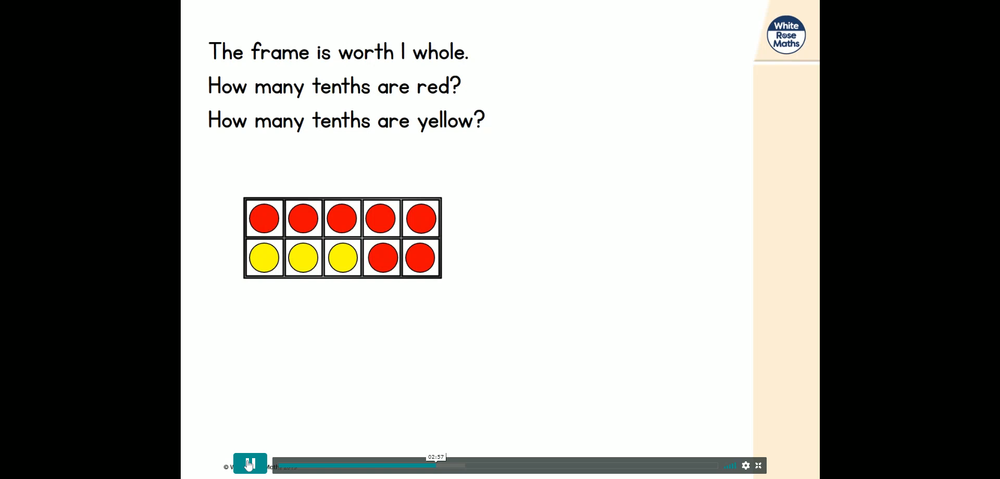 White
Rose
Maths
The frame is worth 1 whole.
How many tenths are red?
How many tenths are yellow?
02:57